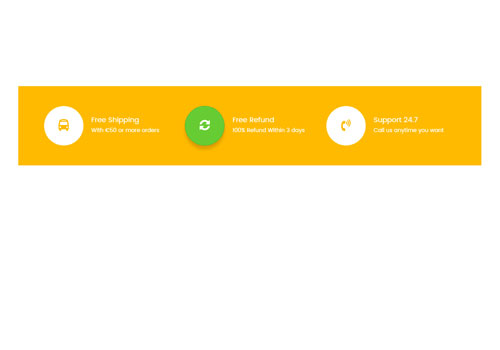 Free Shipping
With €50 or more orders
Free Refund
100% Refund Within 3 days
Support 24.7
Call us anytime you want